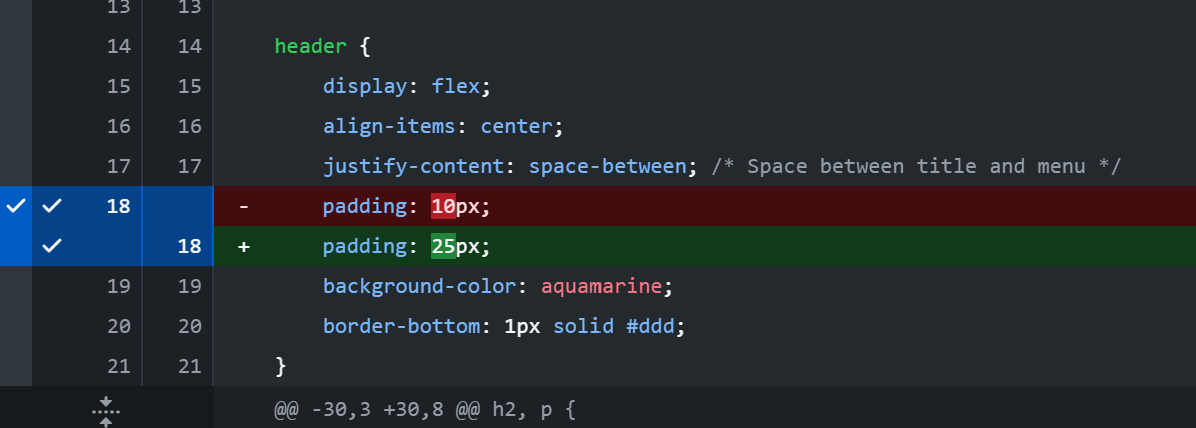 13 13
14 14 header {
15 15 display: flex;
16 16 align-items: center;
17 17 justify-content: space-between; /* Space between title and menu */
18 - padding: 10px;
18 + padding: 25px;
19 19 background-color: aquamarine;
20 20 border-bottom: 1px solid #ddd;
21 21 }
@@ -30,3 +30,8 @@ h2, p {